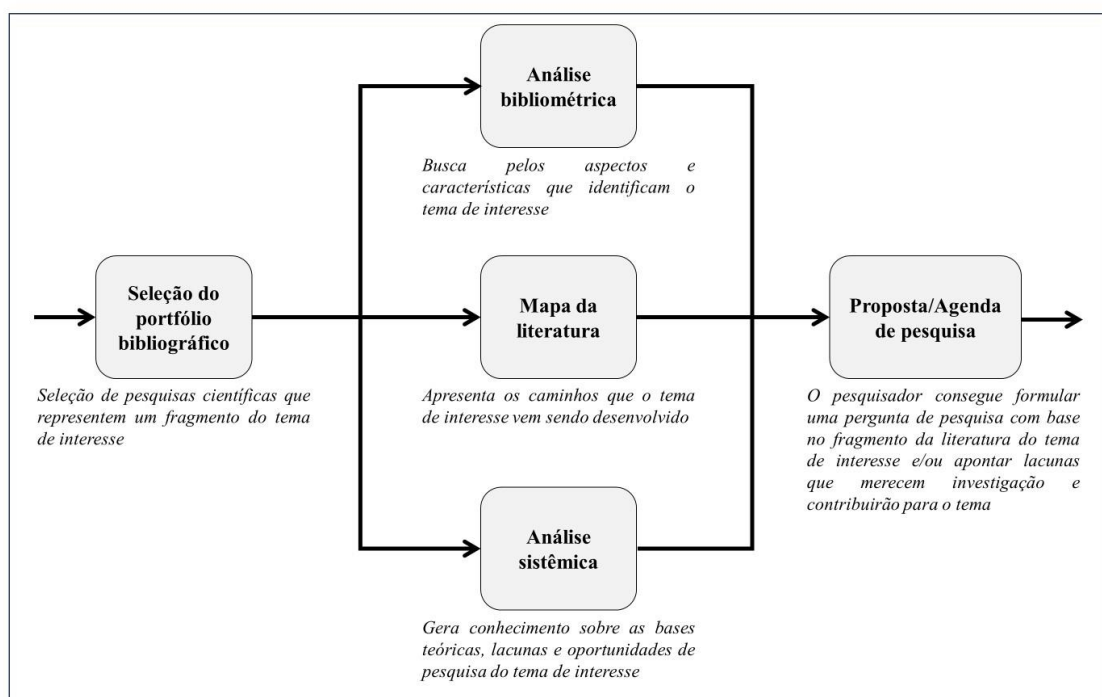 Análise
bibliométrica
Busca pelos aspectos e
características que identificam o
tema de interesse
Seleção do
portfólio
bibliográfico
Seleção de pesquisas científicas que
representem um fragmento do tema
de interesse
Mapa da
literatura
Apresenta os caminhos que o tema
de interesse vem sendo desenvolvido
Proposta/Agenda
de pesquisa
O pesquisador consegue formular
uma pergunta de pesquisa com base
no fragmento da literatura do tema
de interesse e/ou apontar lacunas
que merecem investigação e
contribuirão para o tema
Análise
sistêmica
Gera conhecimento sobre as bases
teóricas, lacunas e oportunidades de
pesquisa do tema de interesse